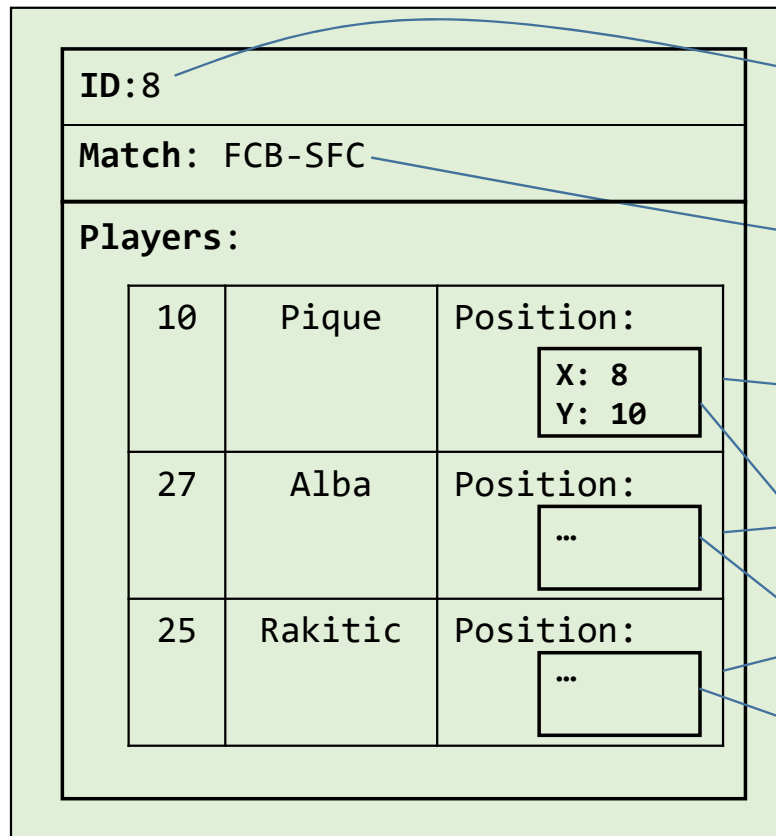 ID:8
Match: FCB-SFC
Players:
10 Pique Position:
X: 8
Y: 10
27 Alba Position:
…
25 Rakitic Position:
…